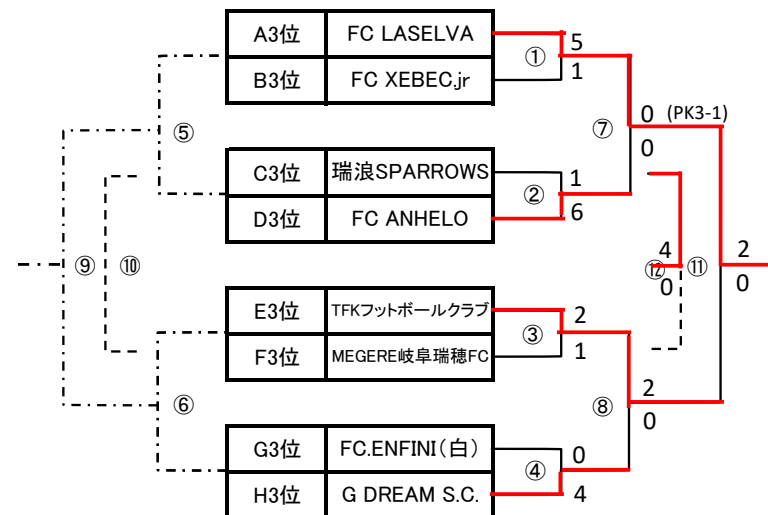 A3位 FC LASELVA 5
①
B3位 FC XEBEC.jr 1
0 (PK3-1)
⑤ ⑦
0
C3位 瑞浪SPARROWS 1
②
D3位 FC ANHELO 6
4 2
⑨ ⑩ ⑫ ⑪
0 0
E3位 TFKフットボールクラブ 2
③
F3位 MEGERE岐阜瑞穂FC 1
2
⑥ ⑧
0
G3位 FC.ENFINI(白) 0
④
H3位 G DREAM S.C. 4